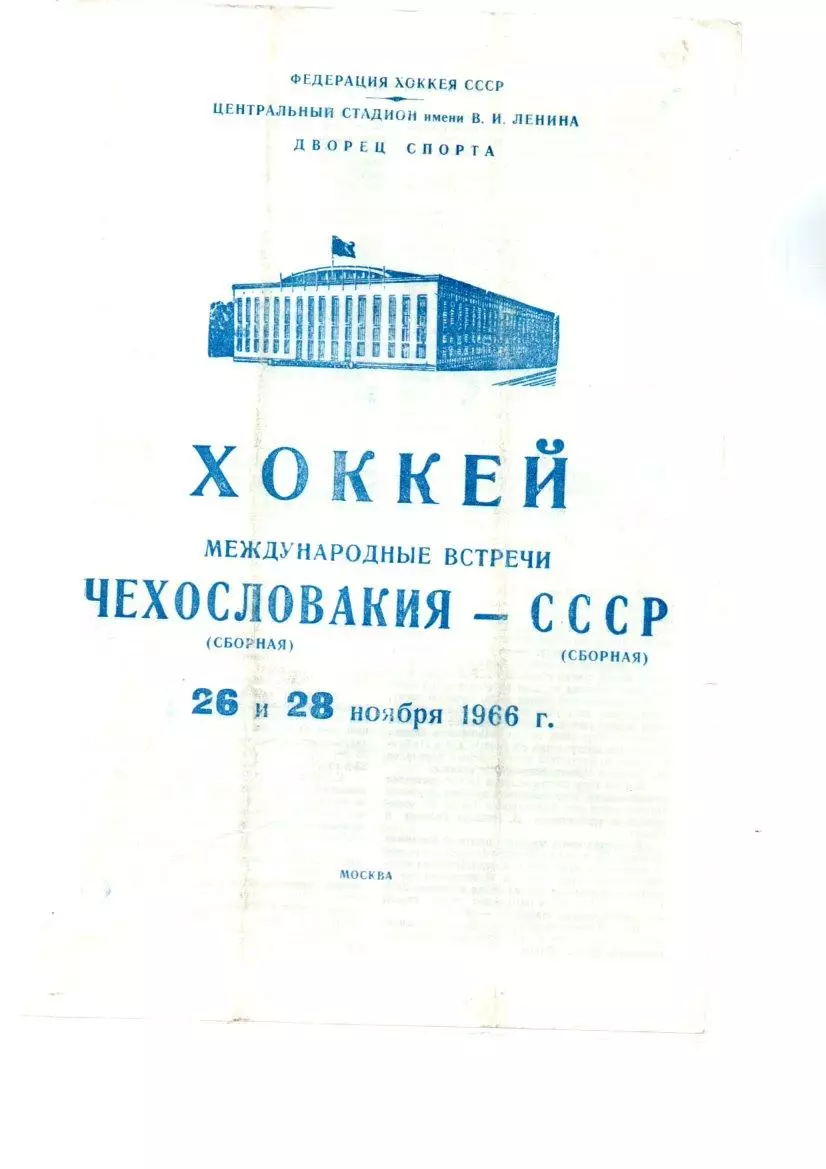 ФЕДЕРАЦИЯ ХОККЕЯ СССР
ЦЕНТРАЛЬНЫЙ СТАДИОН имени В. И. ЛЕНИНА
ДВОРЕЦ СПОРТА
ХОККЕЙ
МЕЖДУНАРОДНЫЕ ВСТРЕЧИ
ЧЕХОСЛОВАКИЯ — СССР
(СБОРНАЯ) (СБОРНАЯ)
26 и 28 ноября 1966 г.
МОСКВА